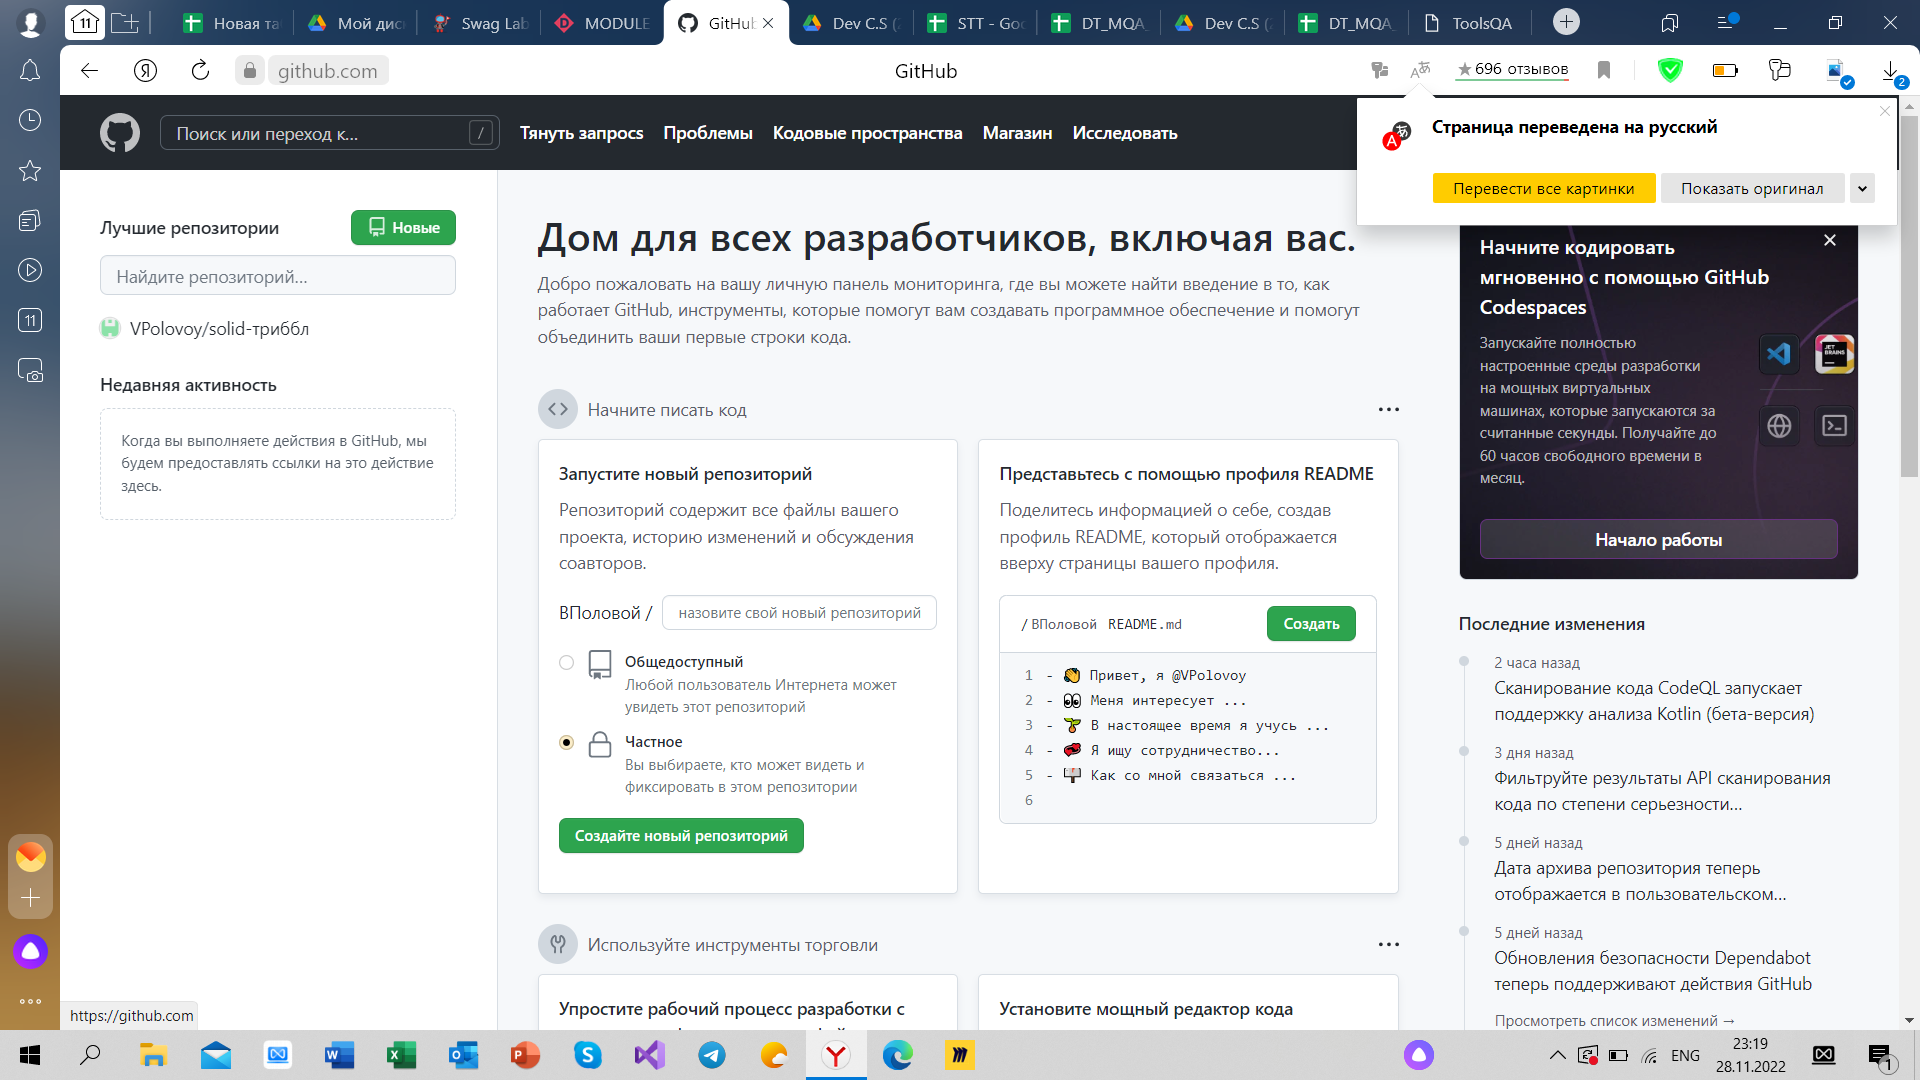 11
Новая та
Мой дис
Swag Lab
MODULE
GitHub
Dev C.S (
STT - Goo
DT_MQA_
Dev C.S (
DT_MQA_
ToolsQA
github.com
GitHub
★696 отзывов
2
Поиск или переход к...
/
Тянуть запросы
Проблемы
Кодовые пространства
Магазин
Исследовать
Страница переведена на русский
Перевести все картинки
Показать оригинал
11
Лучшие репозитории
Новые
Найдите репозиторий...
VPolovoy/solid-триббл
Недавняя активность
Когда вы выполняете действия в GitHub, мы
будем предоставлять ссылки на это действие
здесь.
Дом для всех разработчиков, включая вас.
Добро пожаловать на вашу личную панель мониторинга, где вы можете найти введение в то, как
работает GitHub, инструменты, которые помогут вам создавать программное обеспечение и помогут
объединить ваши первые строки кода.
Начните писать код
Запустите новый репозиторий
Репозиторий содержит все файлы вашего
проекта, историю изменений и обсуждения
соавторов.
ВПоловой /
назовите свой новый репозиторий
Общедоступный
Любой пользователь Интернета может
увидеть этот репозиторий
Частное
Вы выбираете, кто может видеть и
фиксировать в этом репозитории
Создайте новый репозиторий
Представьтесь с помощью профиля README
Поделитесь информацией о себе, создав
профиль README, который отображается
вверху страницы вашего профиля.
/ ВПоловой README.md
Создать
1 - 👋 Привет, я @VPolovoy
2 - 👀 Меня интересует ...
3 - 🌱 В настоящее время я учусь ...
4 - 💞 Я ищу сотрудничество...
5 - 📫 Как со мной связаться ...
6
Используйте инструменты торговли
Упростите рабочий процесс разработки с
Установите мощный редактор кода
Начните кодировать
мгновенно с помощью GitHub
Codespaces
Запускайте полностью
настроенные среды разработки
на мощных виртуальных
машинах, которые запускаются за
считанные секунды. Получайте до
60 часов свободного времени в
месяц.
JET
BRAINS
Начало работы
Последние изменения
2 часа назад
Сканирование кода CodeQL запускает
поддержку анализа Kotlin (бета-версия)
3 дня назад
Фильтруйте результаты API сканирования
кода по степени серьезности...
5 дней назад
Дата архива репозитория теперь
отображается в пользовательском...
5 дней назад
Обновления безопасности Dependabot
теперь поддерживают действия GitHub
Просмотреть список изменений →
https://github.com
ENG
23:19
28.11.2022
1